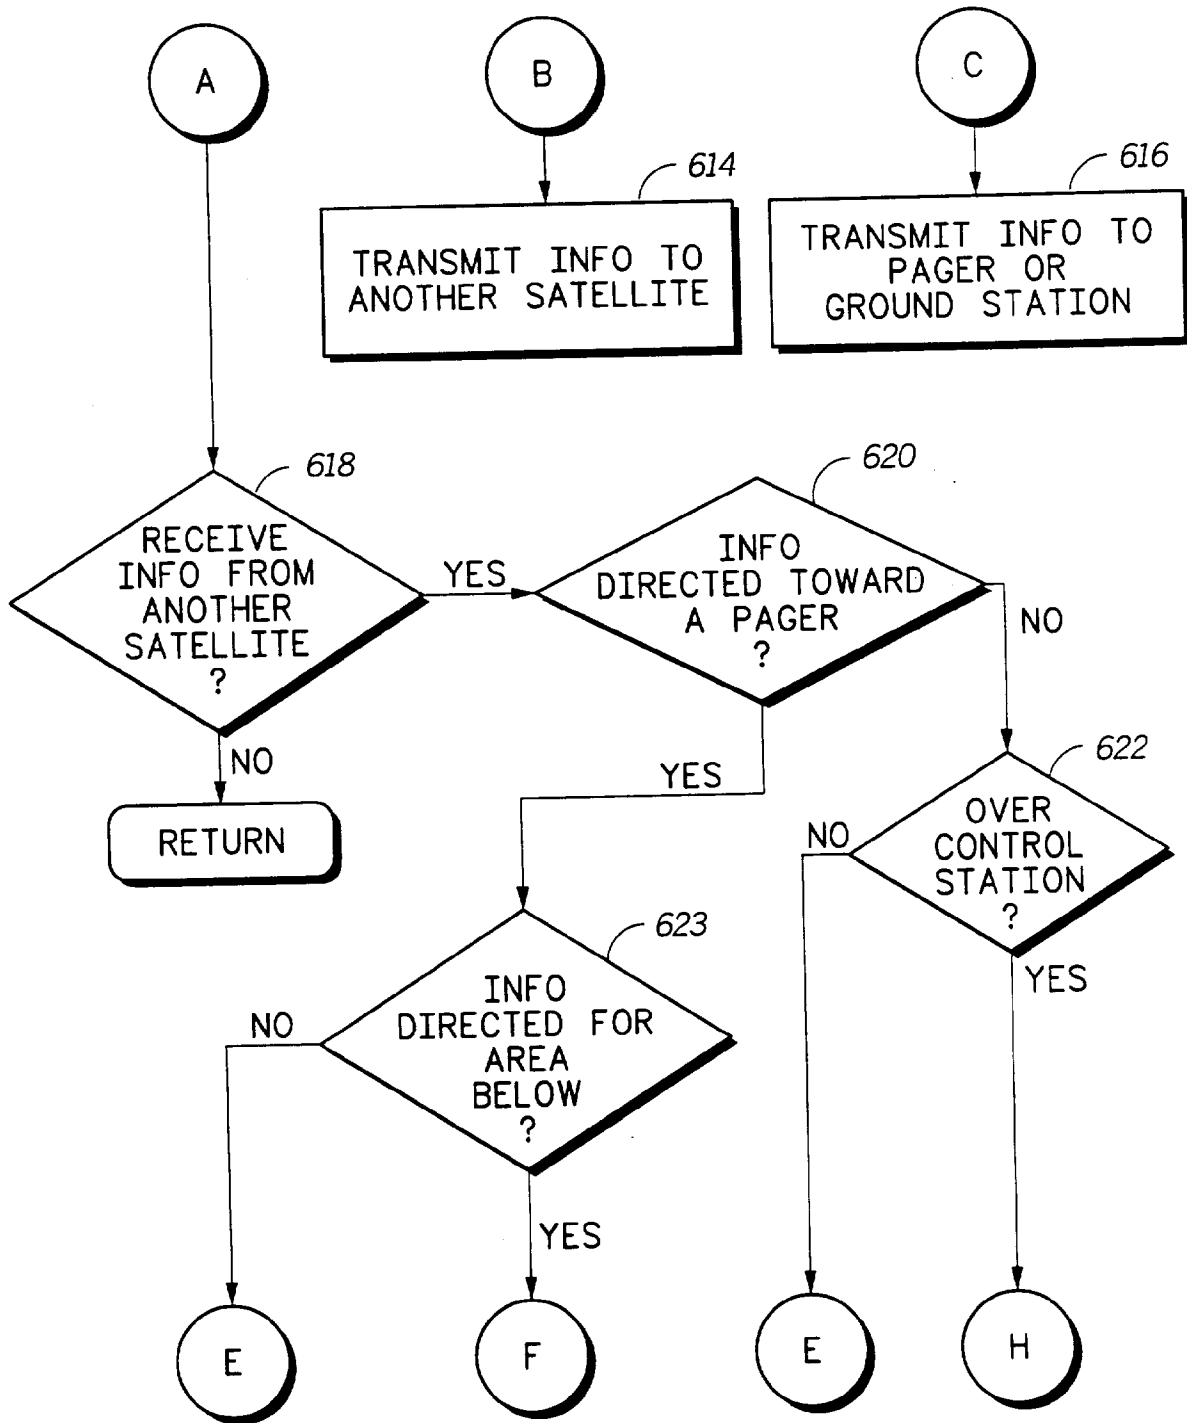 A
B
C
614
616
TRANSMIT INFO TO
ANOTHER SATELLITE
TRANSMIT INFO TO
PAGER OR
GROUND STATION
618
RECEIVE
INFO FROM
ANOTHER
SATELLITE
?
YES
620
INFO
DIRECTED TOWARD
A PAGER
?
NO
NO
RETURN
YES
622
OVER
CONTROL
STATION
?
NO
YES
623
INFO
DIRECTED FOR
AREA
BELOW
?
NO
YES
E
F
E
H